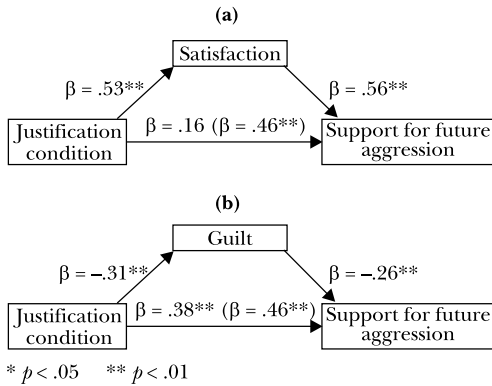 (a)
Satisfaction
β = .53**
β = .56**
Justification
condition
β = .16 (β = .46**)
Support for future
aggression
(b)
Guilt
β = –.31**
β = –.26**
Justification
condition
β = .38** (β = .46**)
Support for future
aggression
* p < .05 ** p < .01